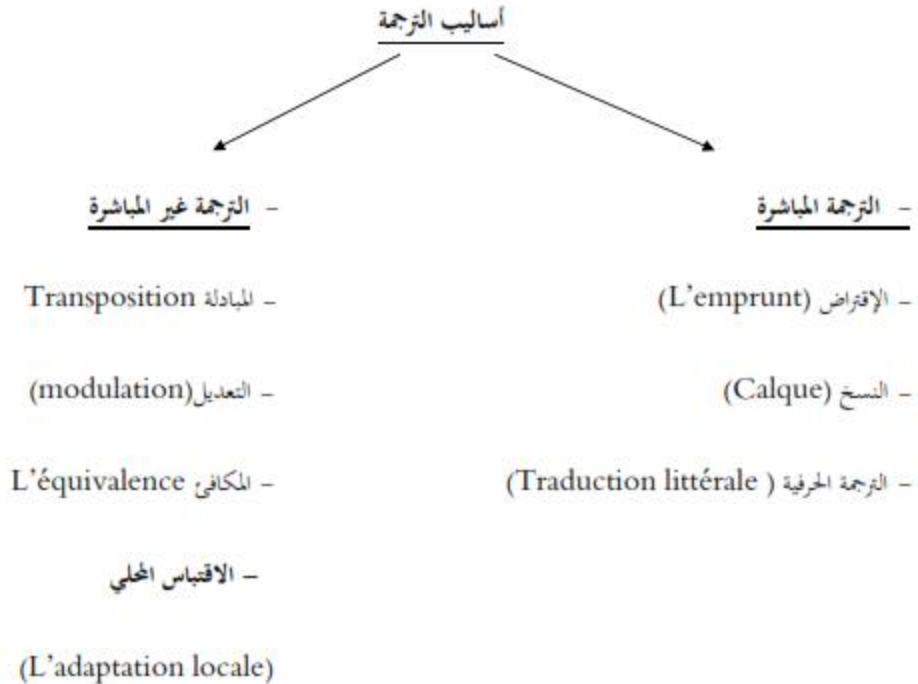 أساليب الترجمة
- الترجمة المباشرة
- الإقتراض (L'emprunt)
- النسخ (Calque)
- الترجمة الحرفية ( Traduction littérale)
- الترجمة غير المباشرة
- المبادلة Transposition
- التعديل(modulation)
- المكافئ L'équivalence
- الاقتباس المحلي
(L'adaptation locale)